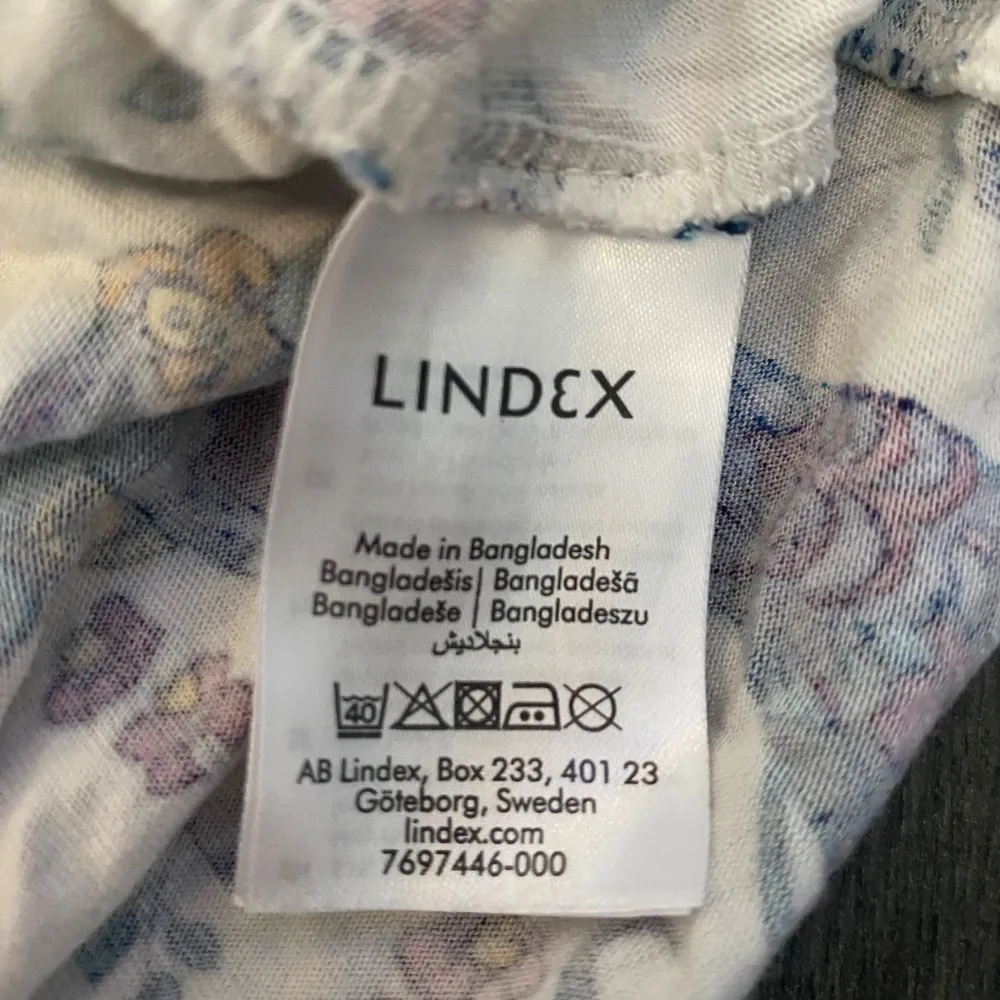 LINDEX
Made in Bangladesh
Bangladešis| Bangladešā
Bangladeše | Bangladeszu
بنجلاديش
40
AB Lindex, Box 233, 401 23
Göteborg, Sweden
lindex.com
7697446-000